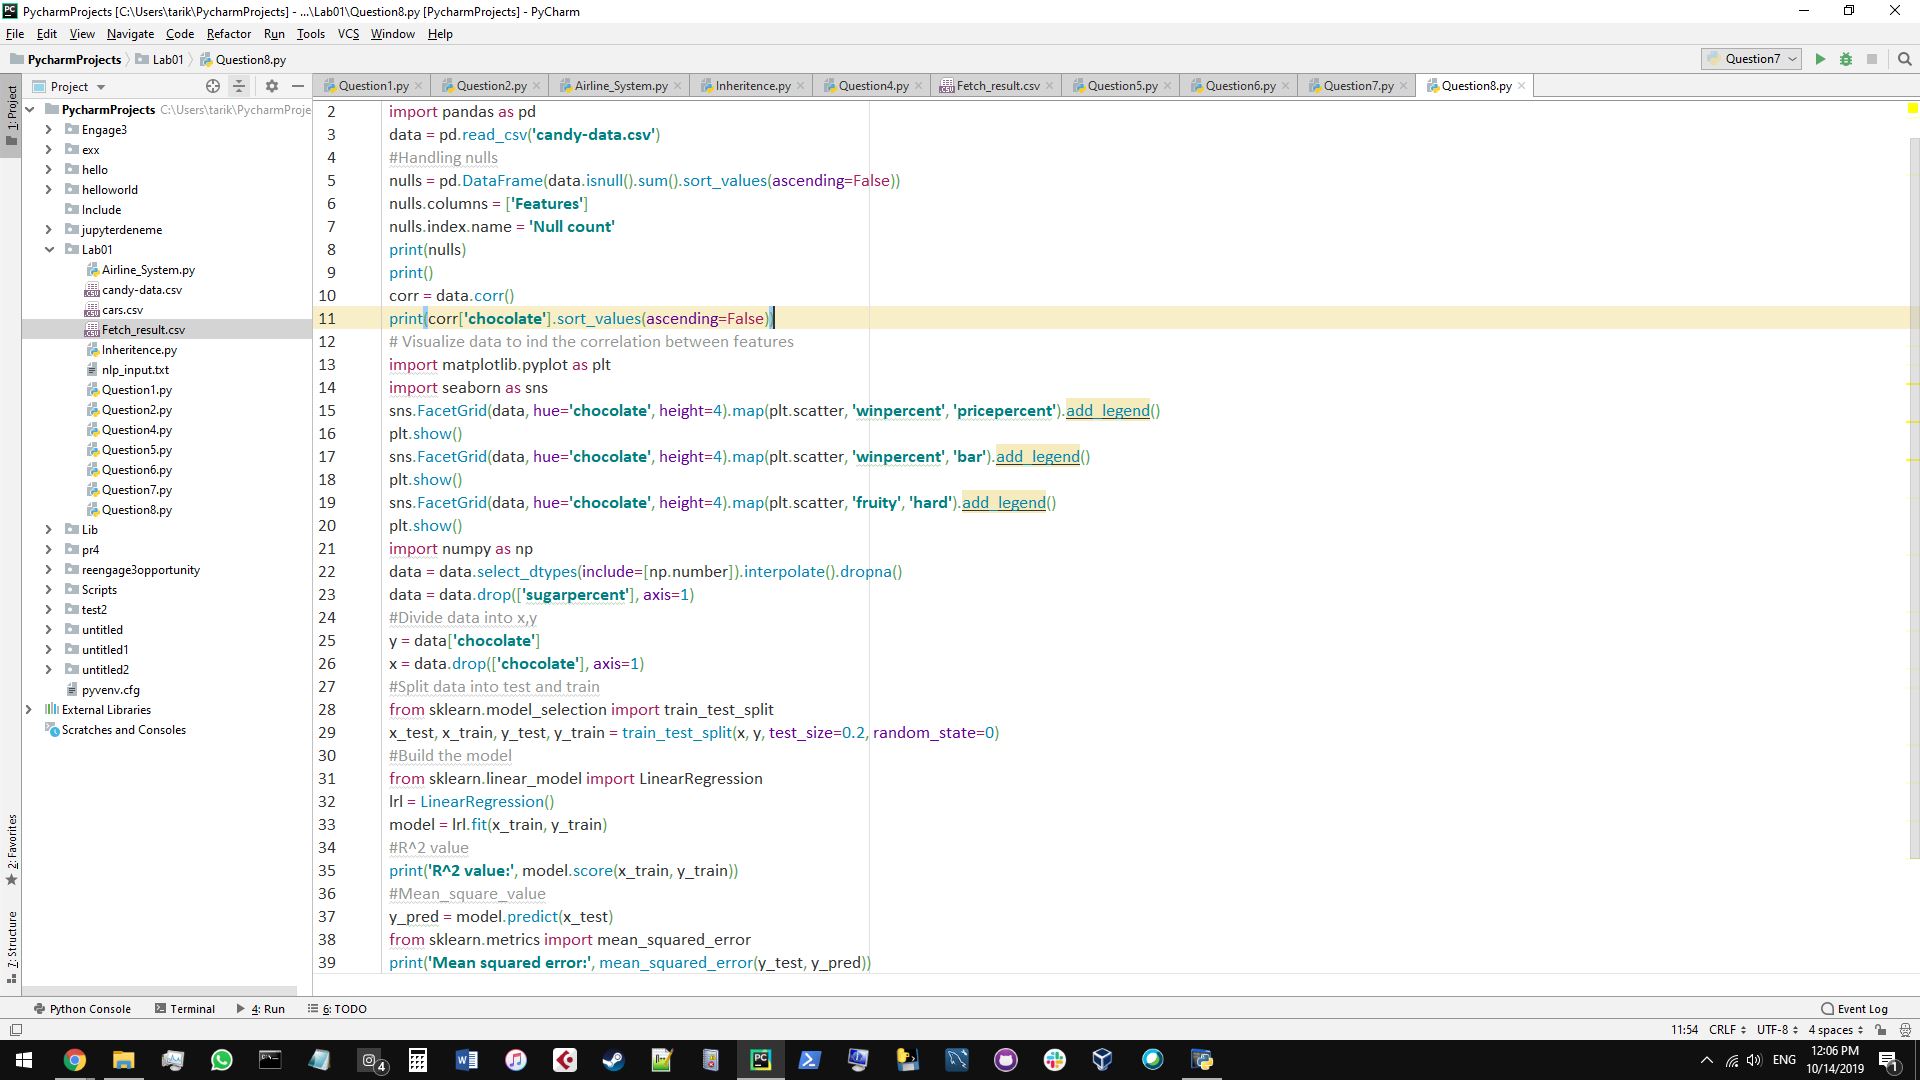 PycharmProjects [C:\Users\tarik\PycharmProjects] - ...\Lab01\Question8.py [PycharmProjects] - PyCharm
File Edit View Navigate Code Refactor Run Tools VCS Window Help
PycharmProjects Lab01 Question8.py Question7
Project Question1.py Question2.py Airline_System.py Inheritence.py Question4.py Fetch_result.csv Question5.py Question6.py Question7.py Question8.py
1: Project
PycharmProjects C:\Users\tarik\PycharmProje
Engage3
exx
hello
helloworld
Include
jupyterdeneme
Lab01
Airline_System.py
candy-data.csv
cars.csv
Fetch_result.csv
Inheritence.py
nlp_input.txt
Question1.py
Question2.py
Question4.py
Question5.py
Question6.py
Question7.py
Question8.py
Lib
pr4
reengage3opportunity
Scripts
test2
untitled
untitled1
untitled2
pyvenv.cfg
External Libraries
Scratches and Consoles
2: Favorites
7: Structure
2 import pandas as pd
3 data = pd.read_csv('candy-data.csv')
4 #Handling nulls
5 nulls = pd.DataFrame(data.isnull().sum().sort_values(ascending=False))
6 nulls.columns = ['Features']
7 nulls.index.name = 'Null count'
8 print(nulls)
9 print()
10 corr = data.corr()
11 print(corr['chocolate'].sort_values(ascending=False))
12 # Visualize data to ind the correlation between features
13 import matplotlib.pyplot as plt
14 import seaborn as sns
15 sns.FacetGrid(data, hue='chocolate', height=4).map(plt.scatter, 'winpercent', 'pricepercent').add_legend()
16 plt.show()
17 sns.FacetGrid(data, hue='chocolate', height=4).map(plt.scatter, 'winpercent', 'bar').add_legend()
18 plt.show()
19 sns.FacetGrid(data, hue='chocolate', height=4).map(plt.scatter, 'fruity', 'hard').add_legend()
20 plt.show()
21 import numpy as np
22 data = data.select_dtypes(include=[np.number]).interpolate().dropna()
23 data = data.drop(['sugarpercent'], axis=1)
24 #Divide data into x,y
25 y = data['chocolate']
26 x = data.drop(['chocolate'], axis=1)
27 #Split data into test and train
28 from sklearn.model_selection import train_test_split
29 x_test, x_train, y_test, y_train = train_test_split(x, y, test_size=0.2, random_state=0)
30 #Build the model
31 from sklearn.linear_model import LinearRegression
32 lrl = LinearRegression()
33 model = lrl.fit(x_train, y_train)
34 #R^2 value
35 print('R^2 value:', model.score(x_train, y_train))
36 #Mean_square_value
37 y_pred = model.predict(x_test)
38 from sklearn.metrics import mean_squared_error
39 print('Mean squared error:', mean_squared_error(y_test, y_pred))
Python Console Terminal 4: Run 6: TODO Event Log
11:54 CRLF UTF-8 4 spaces
4 ENG 12:06 PM 1
10/14/2019